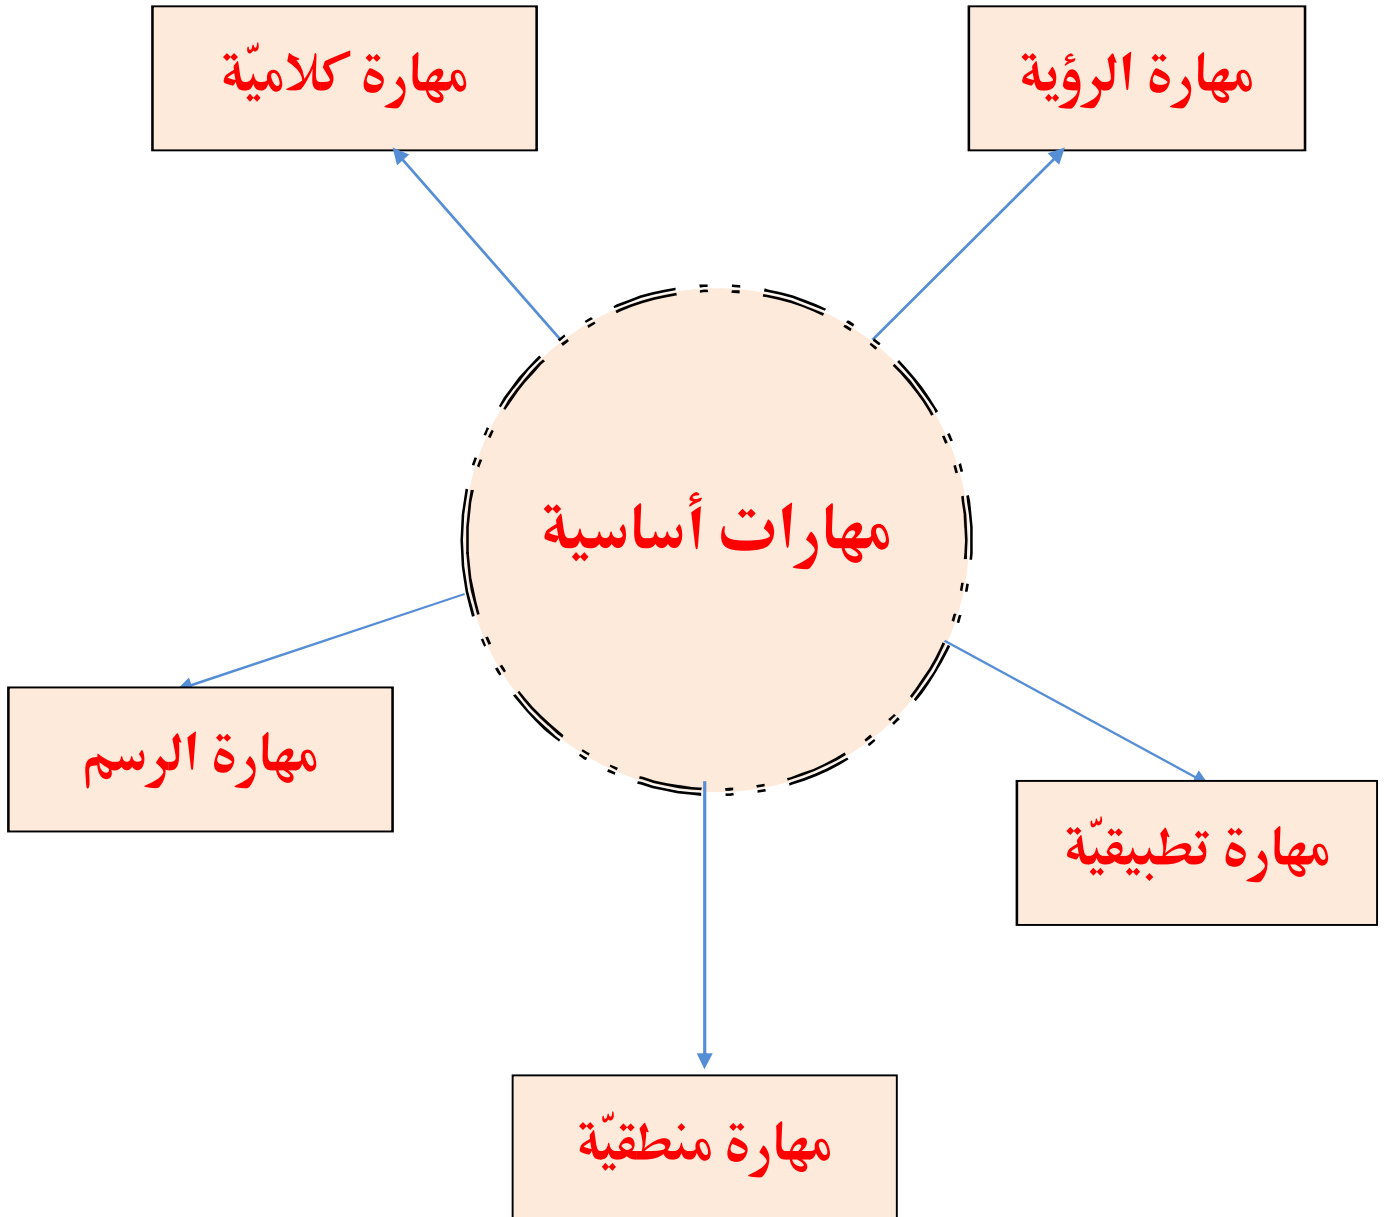 مهارة الرؤية
مهارة كلاميّة
مهارات أساسية
مهارة الرسم
مهارة تطبيقيّة
مهارة منطقيّة